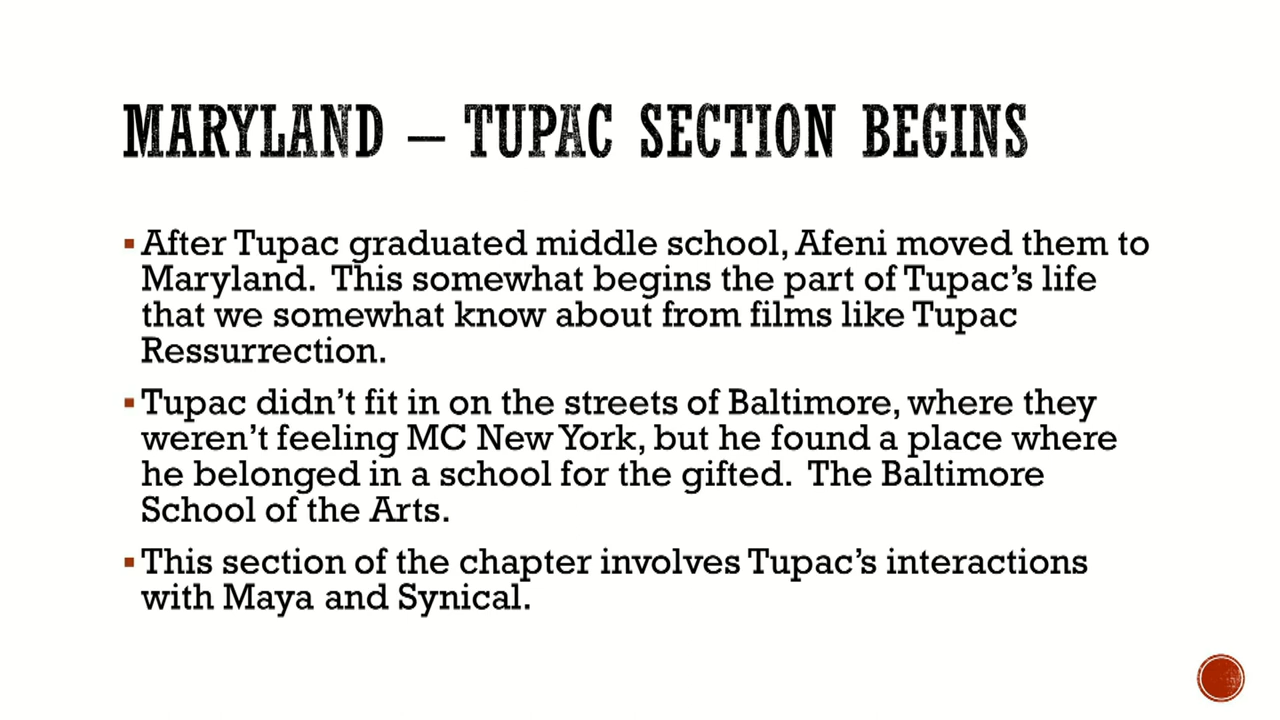 MARYLAND – TUPAC SECTION BEGINS
▪ After Tupac graduated middle school, Afeni moved them to
Maryland.  This somewhat begins the part of Tupac’s life
that we somewhat know about from films like Tupac
Ressurrection.
▪ Tupac didn’t fit in on the streets of Baltimore, where they
weren’t feeling MC New York, but he found a place where
he belonged in a school for the gifted.  The Baltimore
School of the Arts.
▪ This section of the chapter involves Tupac’s interactions
with Maya and Synical.